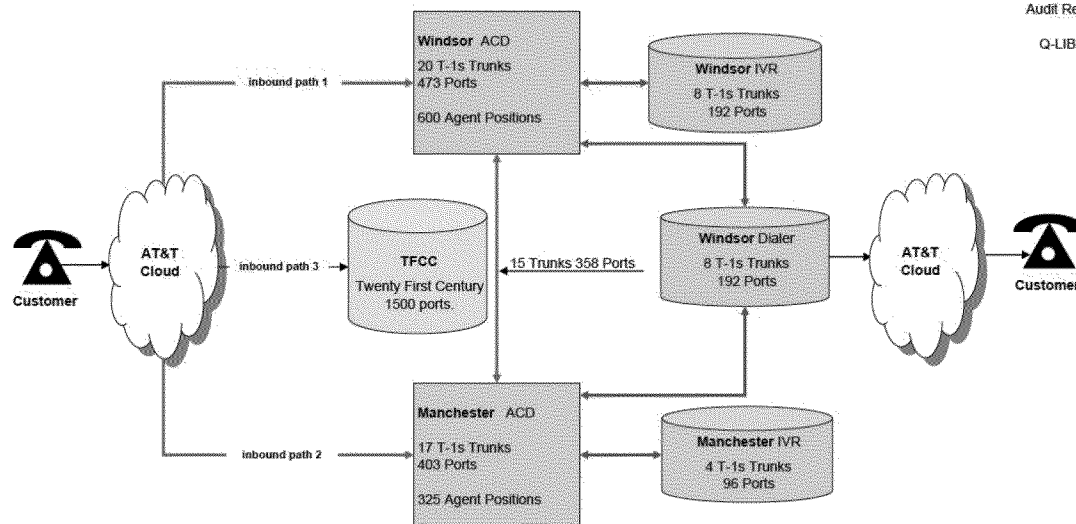 Audit Re
Q-LIB
Windsor ACD
20 T-1s Trunks
473 Ports
600 Agent Positions
Windsor IVR
8 T-1s Trunks
192 Ports
inbound path 1
AT&T
Cloud
Customer
inbound path 3
TFCC
Twenty First Century
1500 ports.
15 Trunks 358 Ports
Windsor Dialer
8 T-1s Trunks
192 Ports
AT&T
Cloud
Customer
Manchester ACD
17 T-1s Trunks
403 Ports
325 Agent Positions
inbound path 2
Manchester IVR
4 T-1s Trunks
96 Ports